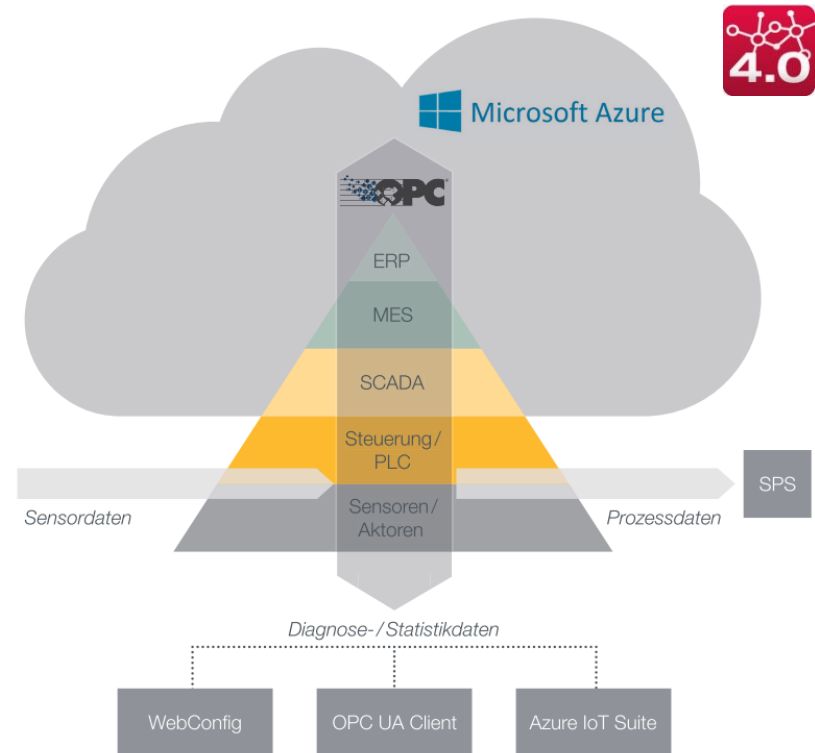 4.0
Microsoft Azure
OPC
ERP
MES
SCADA
Steuerung/
PLC
SPS
Sensoren/
Aktoren
Sensordaten
Prozessdaten
Diagnose-/Statistikdaten
WebConfig
OPC UA Client
Azure IoT Suite